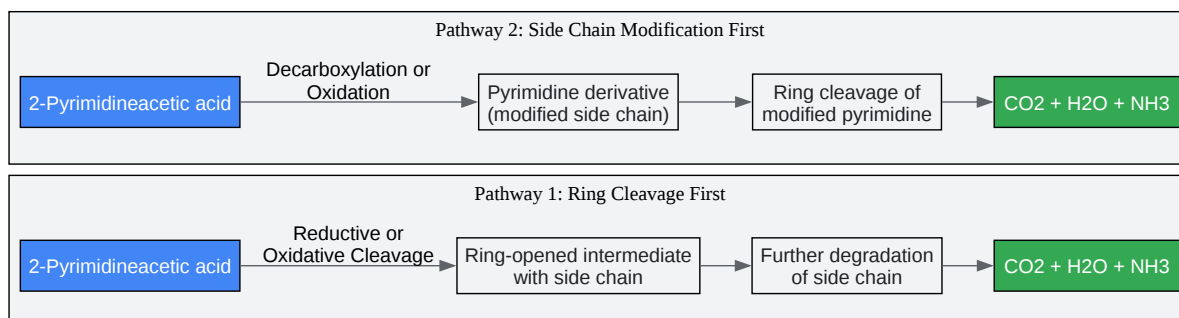 Pathway 2: Side Chain Modification First
2-Pyrimidineacetic acid
Decarboxylation or
Oxidation
Pyrimidine derivative
(modified side chain)
Ring cleavage of
modified pyrimidine
CO2 + H2O + NH3
Pathway 1: Ring Cleavage First
2-Pyrimidineacetic acid
Reductive or
Oxidative Cleavage
Ring-opened intermediate
with side chain
Further degradation
of side chain
CO2 + H2O + NH3